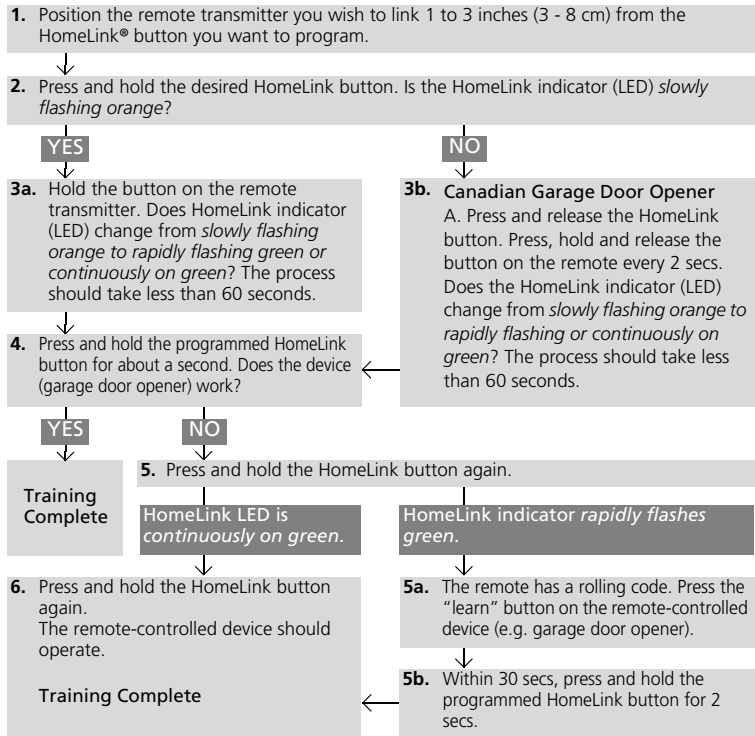 1. Position the remote transmitter you wish to link 1 to 3 inches (3 - 8 cm) from the
HomeLink® button you want to program.
2. Press and hold the desired HomeLink button. Is the HomeLink indicator (LED) slowly
flashing orange?
YES
NO
3a. Hold the button on the remote
transmitter. Does HomeLink indicator
(LED) change from slowly flashing
orange to rapidly flashing green or
continuously on green? The process
should take less than 60 seconds.
3b. Canadian Garage Door Opener
A. Press and release the HomeLink
button. Press, hold and release the
button on the remote every 2 secs.
Does the HomeLink indicator (LED)
change from slowly flashing orange to
rapidly flashing or continuously on
green? The process should take less
than 60 seconds.
4. Press and hold the programmed HomeLink
button for about a second. Does the device
(garage door opener) work?
YES
NO
Training
Complete
5. Press and hold the HomeLink button again.
HomeLink LED is
continuously on green.
HomeLink indicator rapidly flashes
green.
6. Press and hold the HomeLink button
again.
The remote-controlled device should
operate.
Training Complete
5a. The remote has a rolling code. Press the
“learn” button on the remote-controlled
device (e.g. garage door opener).
5b. Within 30 secs, press and hold the
programmed HomeLink button for 2
secs.